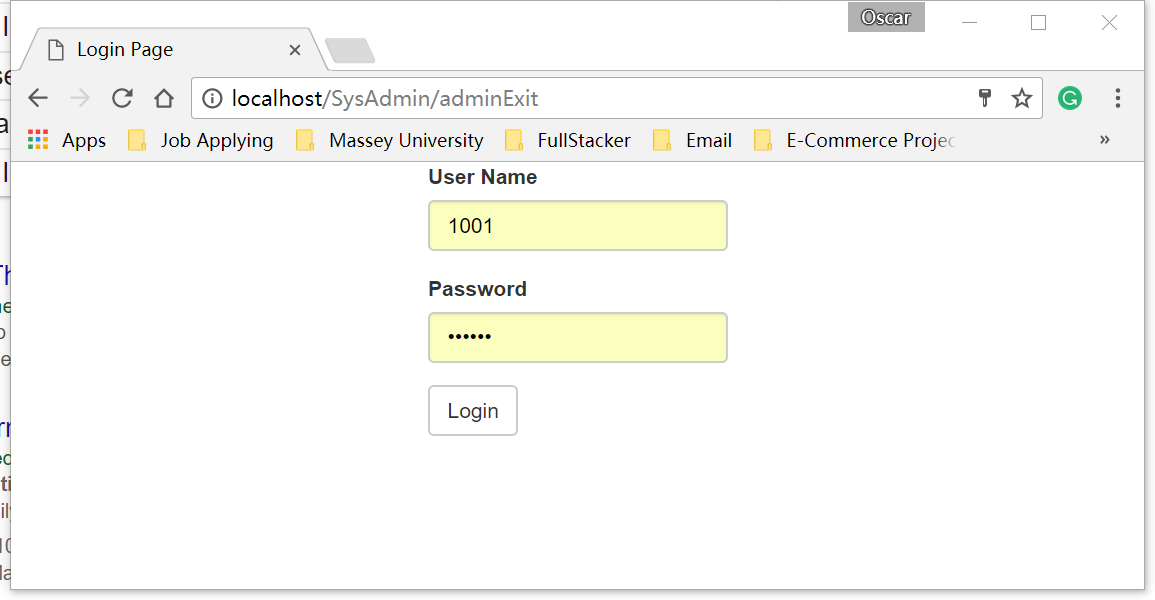 Oscar
Login Page
localhost/SysAdmin/adminExit
Apps Job Applying Massey University FullStacker Email E-Commerce Projec
User Name
1001
Password
••••••
Login